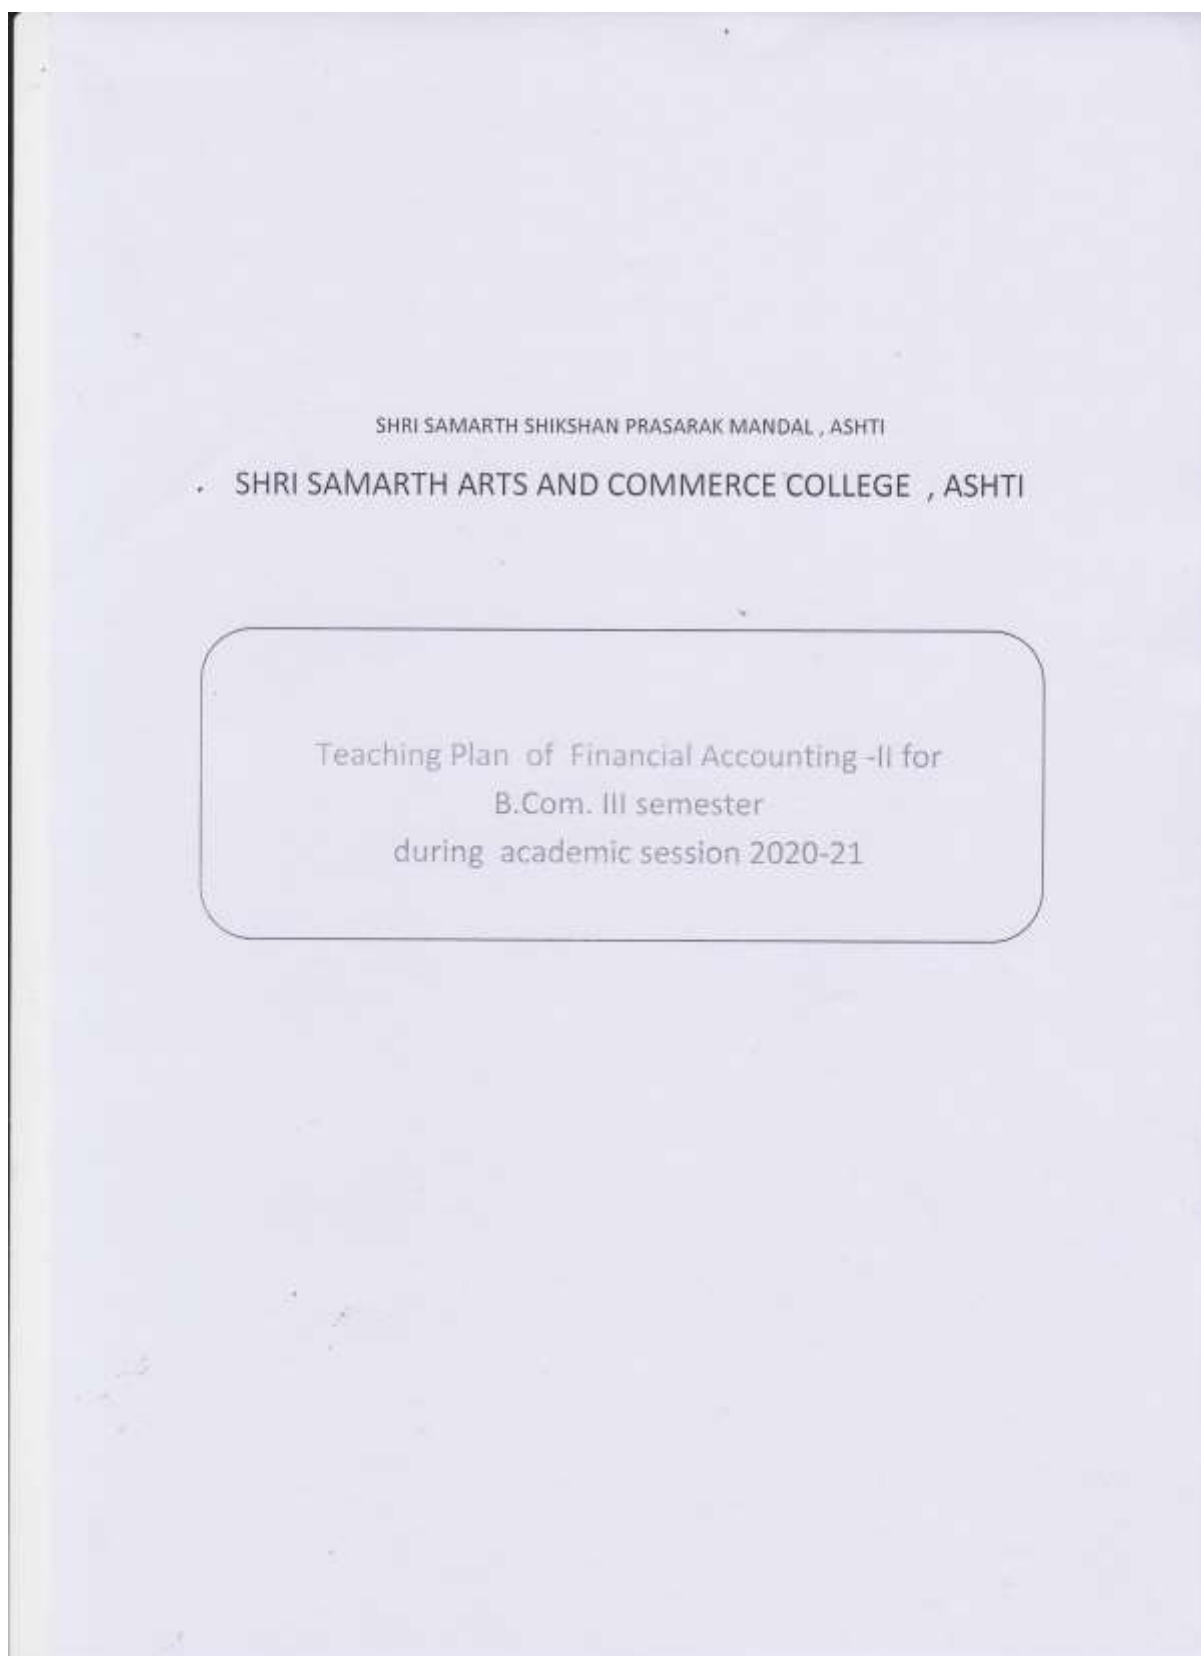 SHRI SAMARTH SHIKSHAN PRASARAK MANDAL , ASHTI
SHRI SAMARTH ARTS AND COMMERCE COLLEGE , ASHTI
Teaching Plan of Financial Accounting -II for
B.Com. III semester
during academic session 2020-21